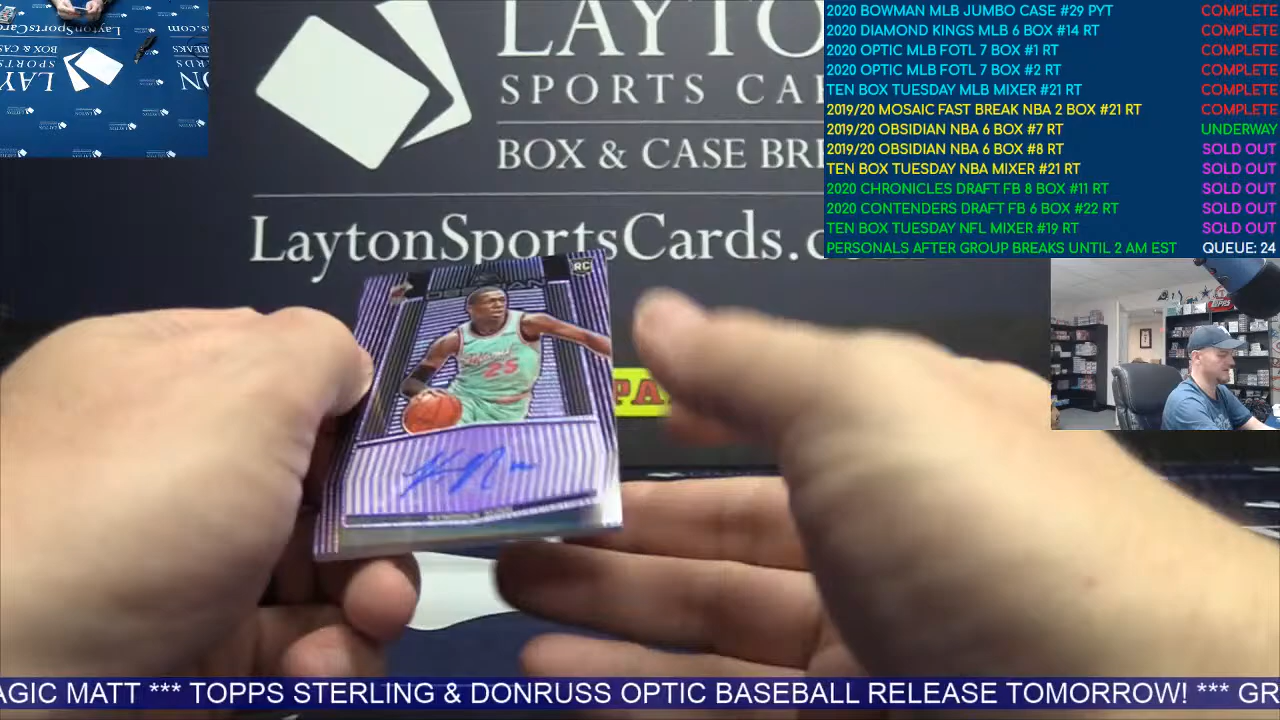 LAYTO
SPORTS CA
BOX & CASE BRE
LaytonSportsCards.c
2020 BOWMAN MLB JUMBO CASE #29 PYT COMPLETE
2020 DIAMOND KINGS MLB 6 BOX #14 RT COMPLETE
2020 OPTIC MLB FOTL 7 BOX #1 RT COMPLETE
2020 OPTIC MLB FOTL 7 BOX #2 RT COMPLETE
TEN BOX TUESDAY MLB MIXER #21 RT COMPLETE
2019/20 MOSAIC FAST BREAK NBA 2 BOX #21 RT COMPLETE
2019/20 OBSIDIAN NBA 6 BOX #7 RT UNDERWAY
2019/20 OBSIDIAN NBA 6 BOX #8 RT SOLD OUT
TEN BOX TUESDAY NBA MIXER #21 RT SOLD OUT
2020 CHRONICLES DRAFT FB 8 BOX #11 RT SOLD OUT
2020 CONTENDERS DRAFT FB 6 BOX #22 RT SOLD OUT
TEN BOX TUESDAY NFL MIXER #19 RT SOLD OUT
PERSONALS AFTER GROUP BREAKS UNTIL 2 AM EST QUEUE: 24
RC
25
PA
AGIC MATT *** TOPPS STERLING & DONRUSS OPTIC BASEBALL RELEASE TOMORROW! *** GR